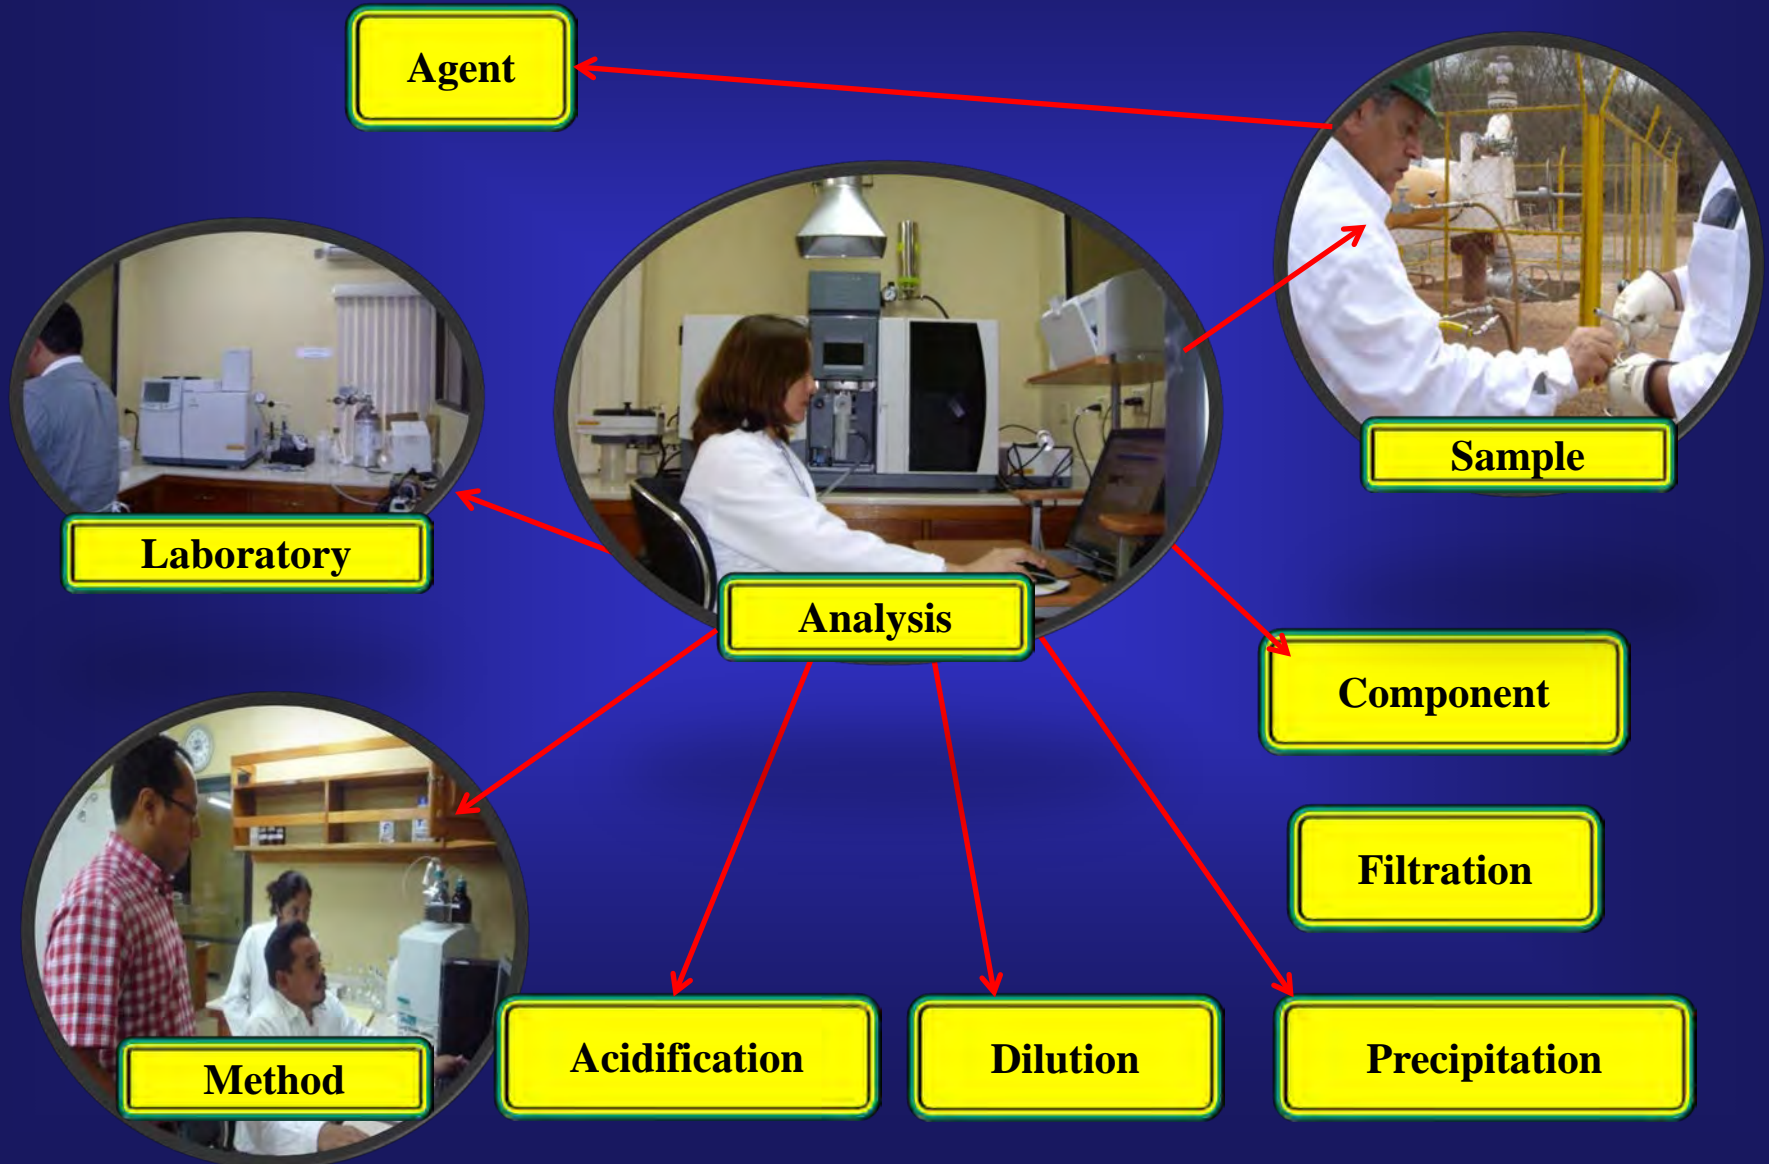 Agent
Sample
Laboratory
Analysis
Component
Filtration
Acidification
Dilution
Precipitation
Method